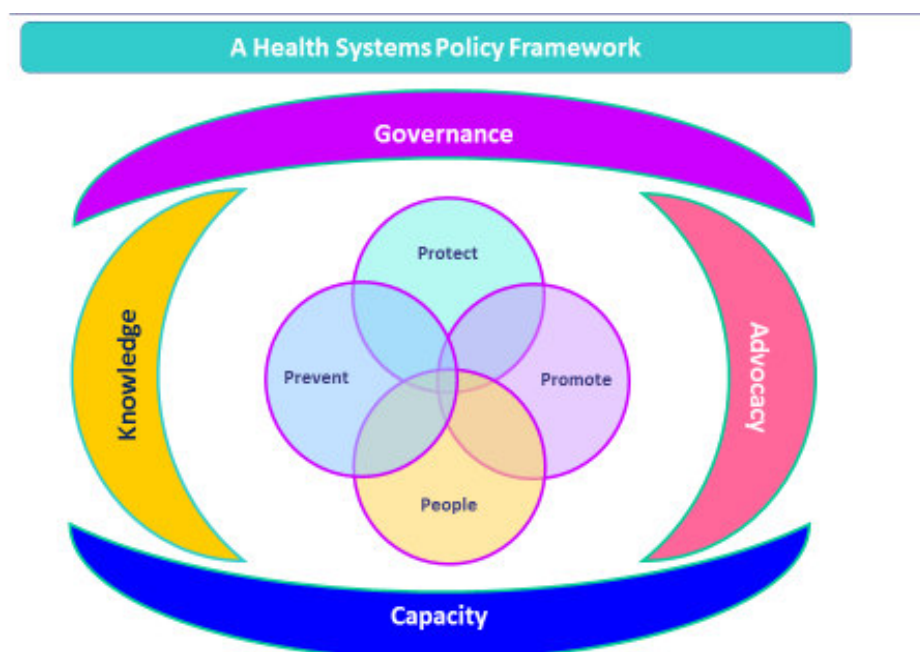 A Health Systems Policy Framework
Governance
Protect
Knowledge
Prevent
Promote
Advocacy
People
Capacity